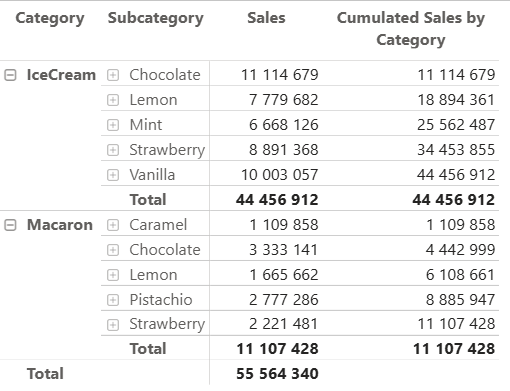 Category Subcategory Sales Cumulated Sales by
Category
IceCream Chocolate 11 114 679 11 114 679
Lemon 7 779 682 18 894 361
Mint 6 668 126 25 562 487
Strawberry 8 891 368 34 453 855
Vanilla 10 003 057 44 456 912
Total 44 456 912 44 456 912
Macaron Caramel 1 109 858 1 109 858
Chocolate 3 333 141 4 442 999
Lemon 1 665 662 6 108 661
Pistachio 2 777 286 8 885 947
Strawberry 2 221 481 11 107 428
Total 11 107 428 11 107 428
Total 55 564 340